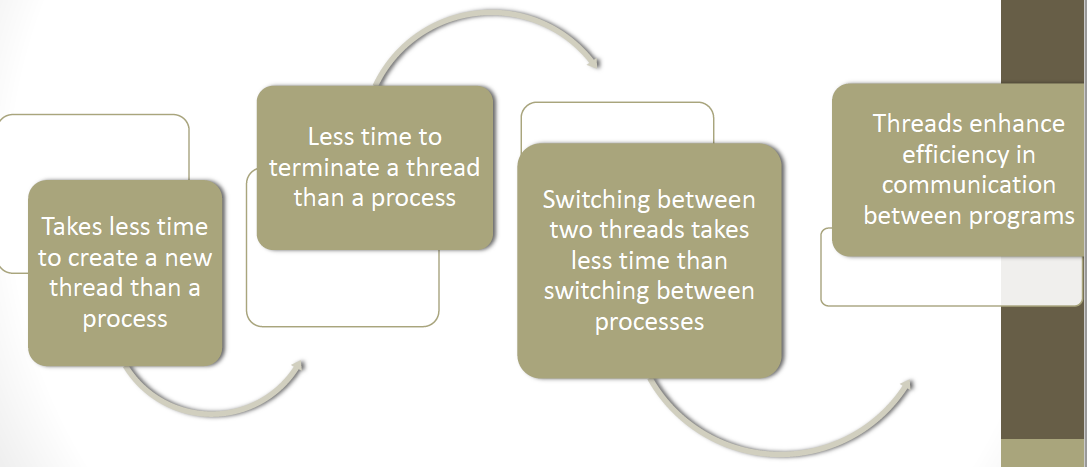 Takes less time
to create a new
thread than a
process
Less time to
terminate a thread
than a process
Switching between
two threads takes
less time than
switching between
processes
Threads enhance
efficiency in
communication
between programs